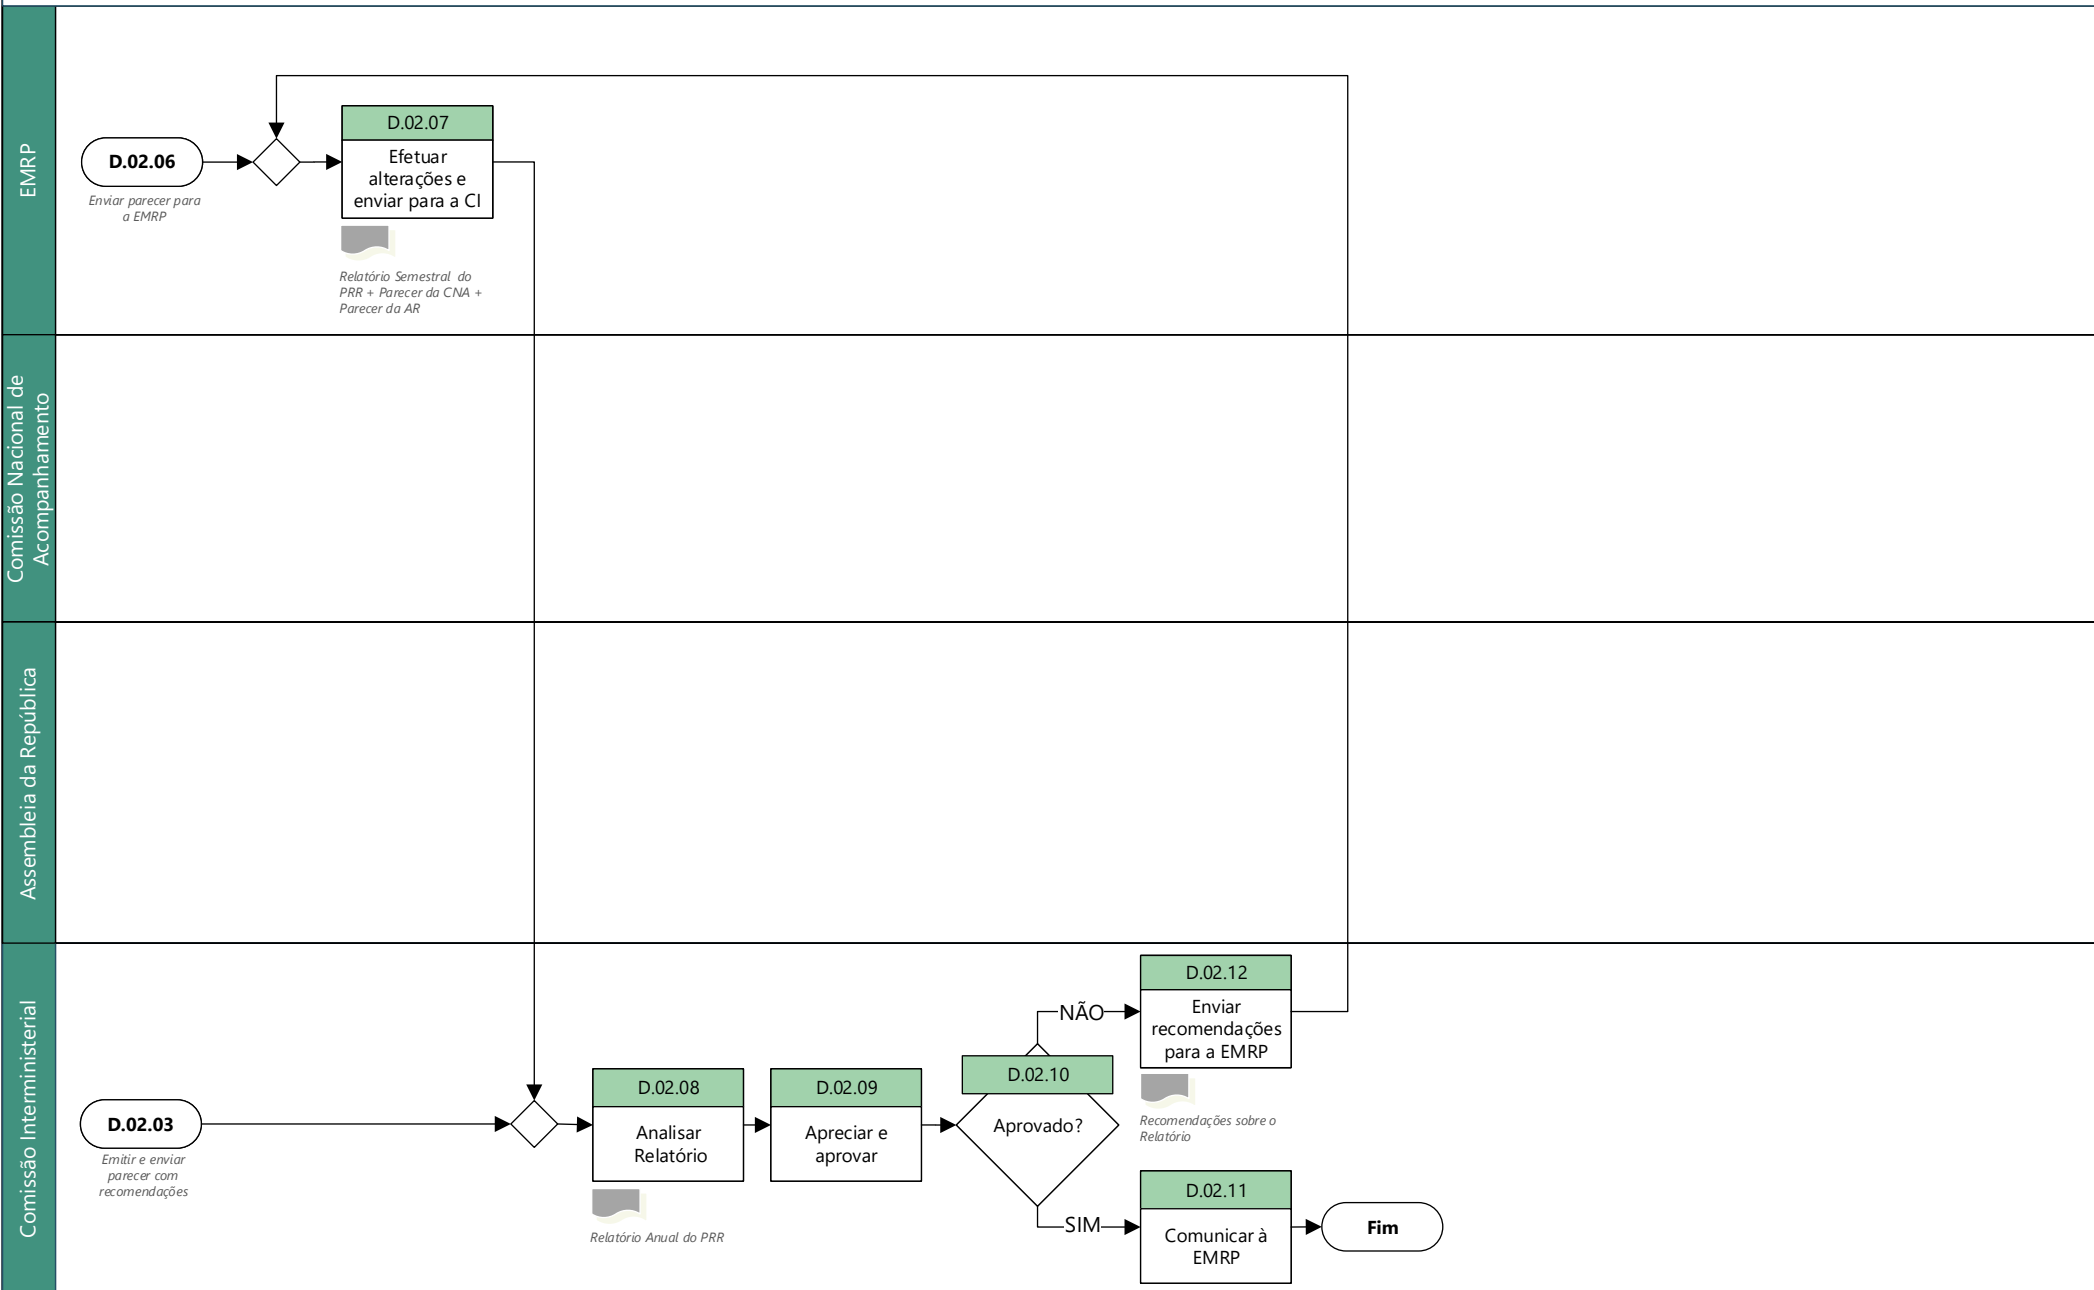 EMRP
D.02.06
Enviar parecer para
a EMRP
D.02.07
Efetuar
alterações e
enviar para a CI
Relatório Semestral do
PRR + Parecer da CNA +
Parecer da AR
Comissão Nacional de
Acompanhamento
Assembleia da República
Comissão Interministerial
D.02.03
Emitir e enviar
parecer com
recomendações
D.02.08
Analisar
Relatório
Relatório Anual do PRR
D.02.09
Apreciar e
aprovar
D.02.10
Aprovado?
NÃO
D.02.12
Enviar
recomendações
para a EMRP
Recomendações sobre o
Relatório
SIM
D.02.11
Comunicar à
EMRP
Fim